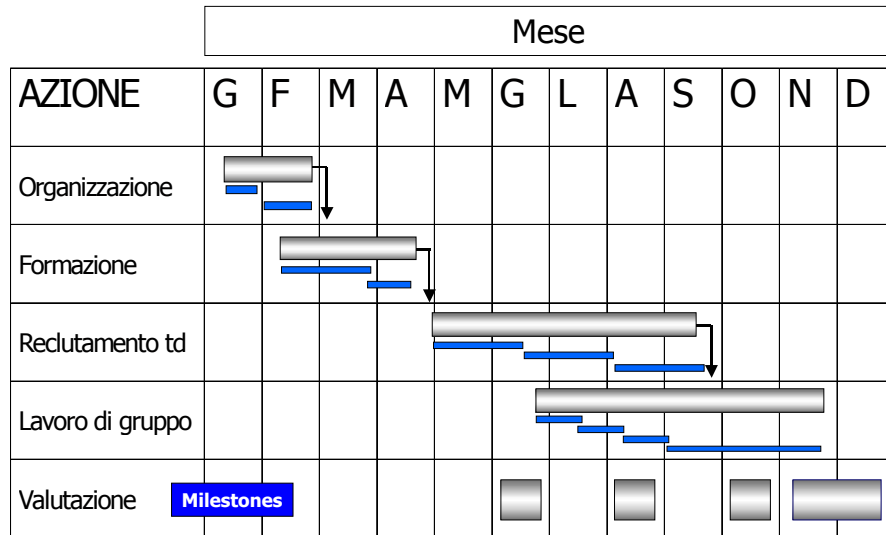 Mese
AZIONE G F M A M G L A S O N D
Organizzazione
Formazione
Reclutamento td
Lavoro di gruppo
Valutazione Milestones